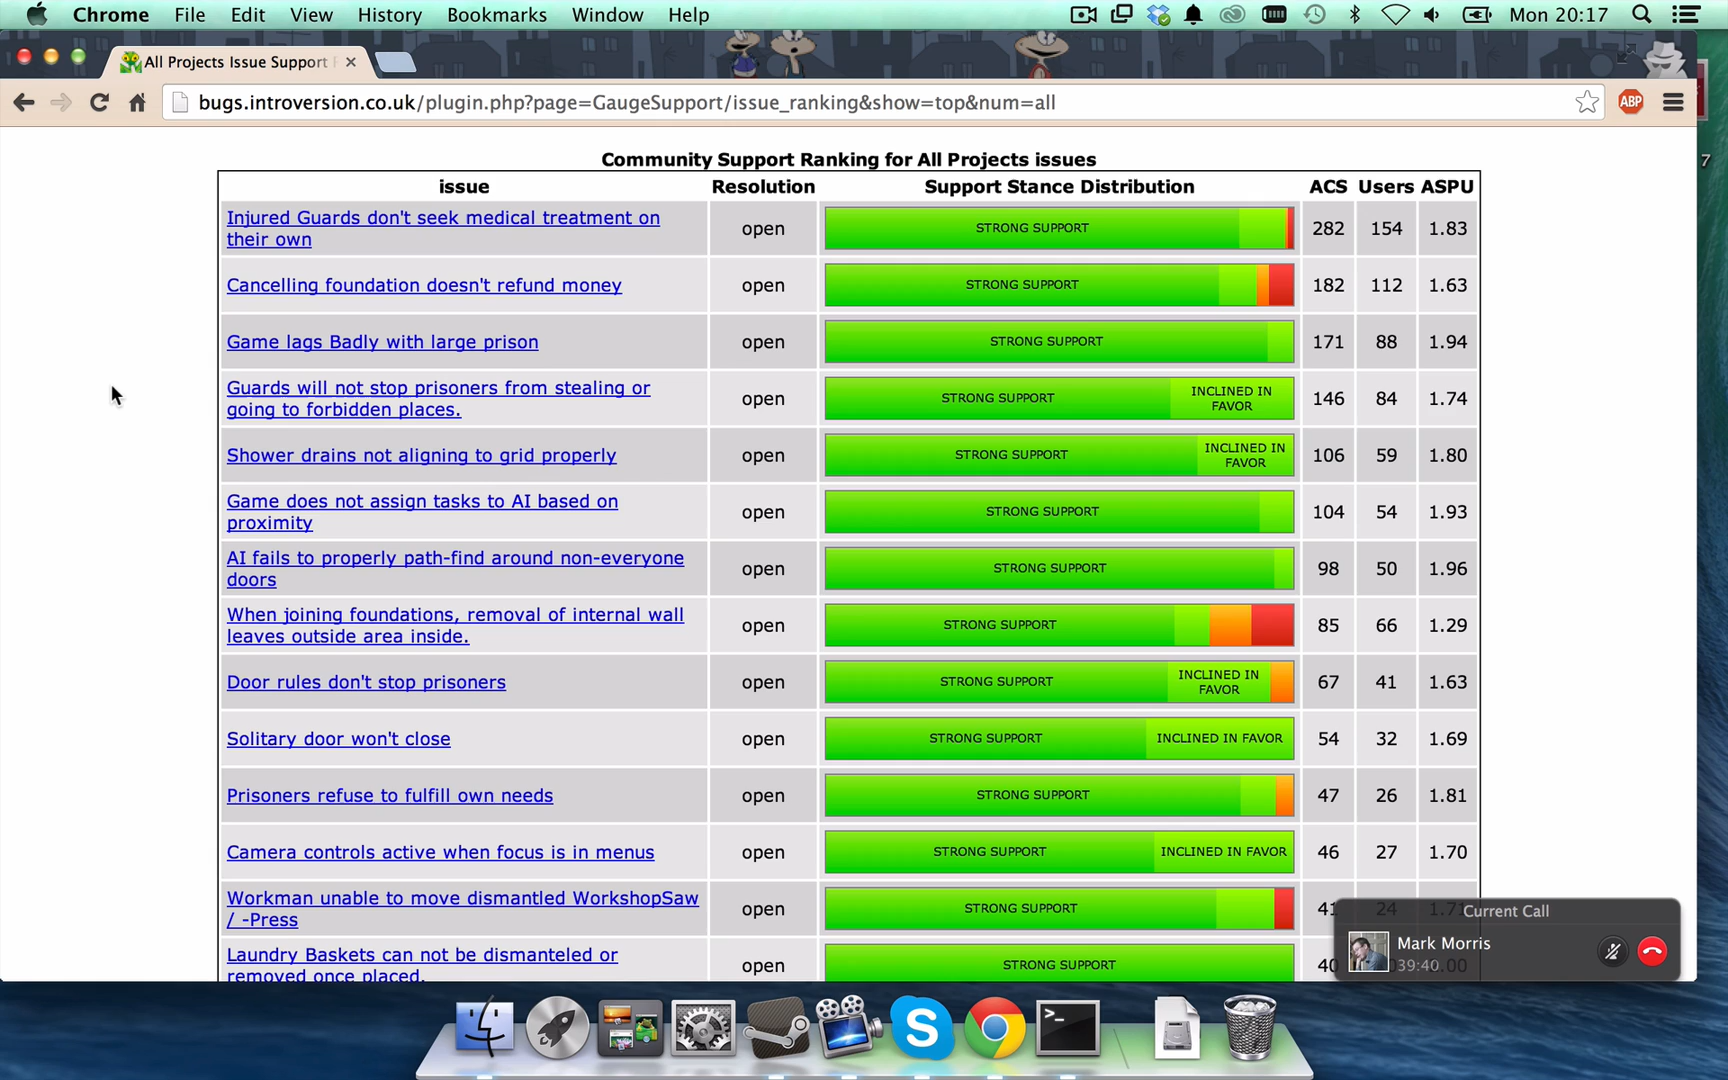 Chrome File Edit View History Bookmarks Window Help Mon 20:17
All Projects Issue Support
bugs.introversion.co.uk/plugin.php?page=GaugeSupport/issue_ranking&show=top&num=all
ABP
7
Community Support Ranking for All Projects issues
issue Resolution Support Stance Distribution ACS Users ASPU
Injured Guards don't seek medical treatment on
their own
open STRONG SUPPORT 282 154 1.83
Cancelling foundation doesn't refund money open STRONG SUPPORT 182 112 1.63
Game lags Badly with large prison open STRONG SUPPORT 171 88 1.94
Guards will not stop prisoners from stealing or
going to forbidden places.
open STRONG SUPPORT INCLINED IN
FAVOR
146 84 1.74
Shower drains not aligning to grid properly open STRONG SUPPORT INCLINED IN
FAVOR
106 59 1.80
Game does not assign tasks to AI based on
proximity
open STRONG SUPPORT 104 54 1.93
AI fails to properly path-find around non-everyone
doors
open STRONG SUPPORT 98 50 1.96
When joining foundations, removal of internal wall
leaves outside area inside.
open STRONG SUPPORT 85 66 1.29
Door rules don't stop prisoners open STRONG SUPPORT INCLINED IN
FAVOR
67 41 1.63
Solitary door won't close open STRONG SUPPORT INCLINED IN FAVOR 54 32 1.69
Prisoners refuse to fulfill own needs open STRONG SUPPORT 47 26 1.81
Camera controls active when focus is in menus open STRONG SUPPORT INCLINED IN FAVOR 46 27 1.70
Workman unable to move dismantled WorkshopSaw
/ -Press
open STRONG SUPPORT 41 24 1.71
Laundry Baskets can not be dismanteled or
removed once placed.
open STRONG SUPPORT 40
Current Call
Mark Morris
39:40